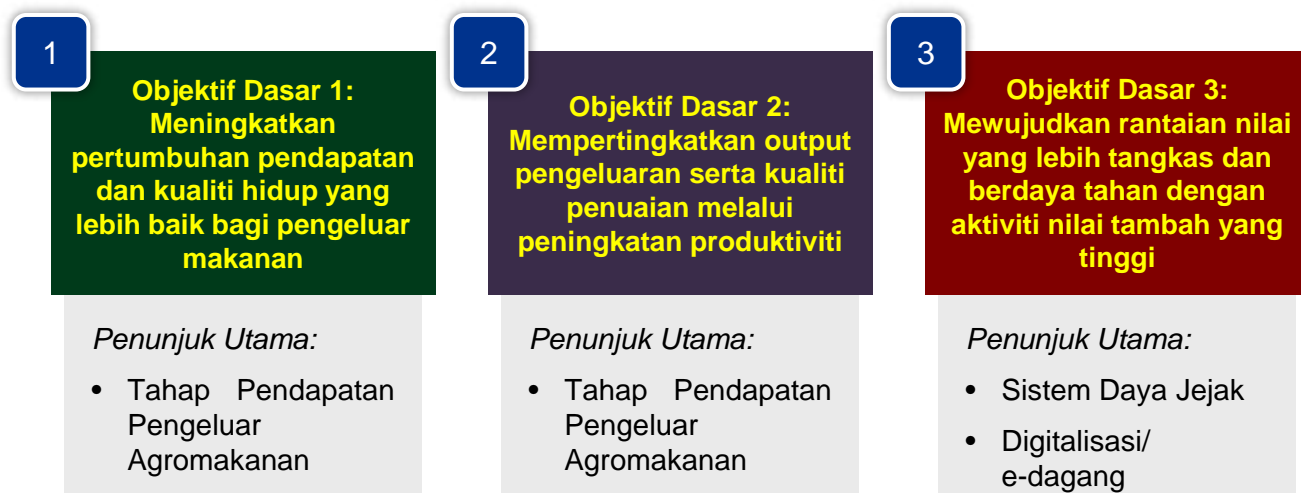 1
Objektif Dasar 1:
Meningkatkan
pertumbuhan pendapatan
dan kualiti hidup yang
lebih baik bagi pengeluar
makanan
Penunjuk Utama:
• Tahap Pendapatan
Pengeluar
Agromakanan
2
Objektif Dasar 2:
Mempertingkatkan output
pengeluaran serta kualiti
penuaian melalui
peningkatan produktiviti
Penunjuk Utama:
• Tahap Pendapatan
Pengeluar
Agromakanan
3
Objektif Dasar 3:
Mewujudkan rantaian nilai
yang lebih tangkas dan
berdaya tahan dengan
aktiviti nilai tambah yang
tinggi
Penunjuk Utama:
• Sistem Daya Jejak
• Digitalisasi/
e-dagang